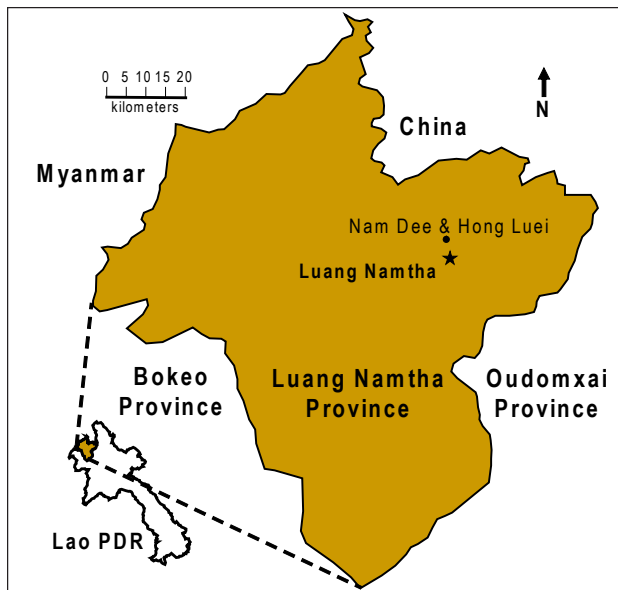 0 5 10 15 20
kilometers
N
China
Myanmar
Nam Dee & Hong Luei
Luang Namtha
Bokeo
Province
Luang Namtha
Province
Oudomxai
Province
Lao PDR